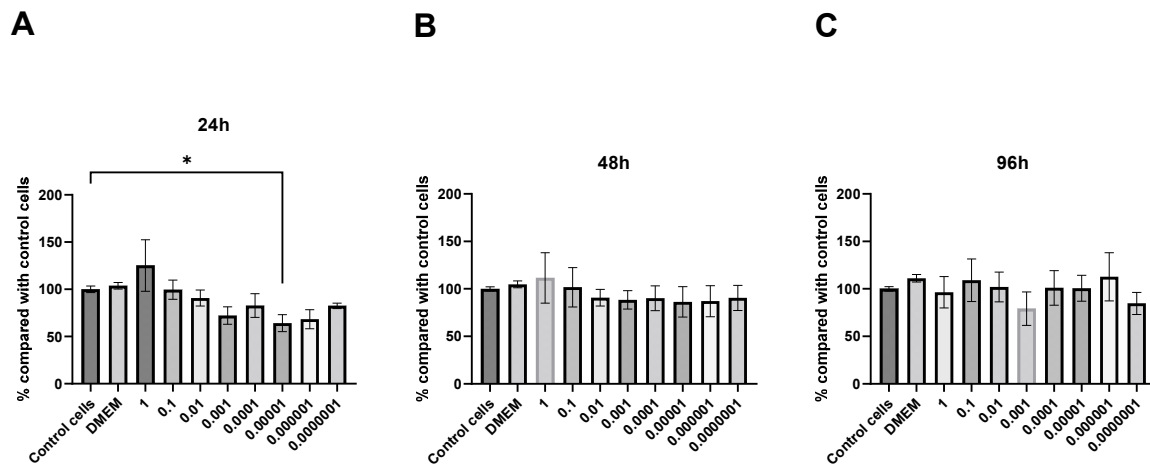 A
24h
*
% compared with control cells
200
150
100
50
0
Control cells
DMEM
1
0.1
0.01
0.001
0.0001
0.00001
0.000001
0.0000001
B
48h
% compared with control cells
200
150
100
50
0
Control cells
DMEM
1
0.1
0.01
0.001
0.0001
0.00001
0.000001
0.0000001
C
96h
% compared with control cells
200
150
100
50
0
Control cells
DMEM
1
0.1
0.01
0.001
0.0001
0.00001
0.000001
0.0000001